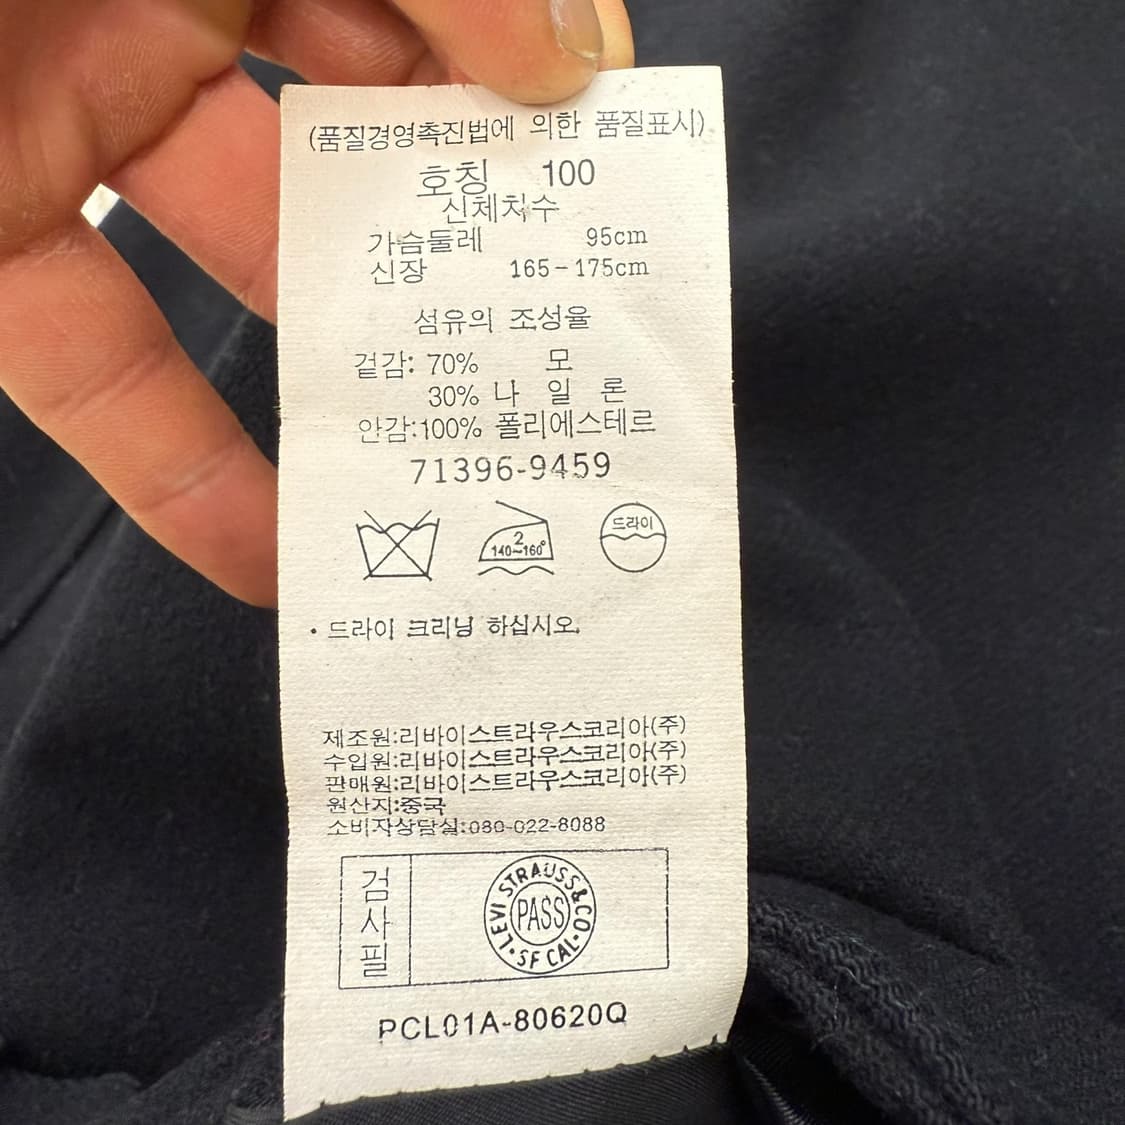 (품질경영촉진법에 의한 품질표시)
호칭 100
신체처수
가슴둘레 95cm
신장 165-175cm
섬유의 조성율
겉감: 70% 모
30% 나 일 론
안감:100% 폴리에스테르
71396-9459
2
140~160°
드라이
• 드라이 크리닝 하십시오.
제조원:리바이스트라우스코리아(주)
수입원:리바이스트라우스코리아(주)
판매원:리바이스트라우스코리아(주)
원산지:중국
소비자상담실:080-022-8088
검사필
LEVI STRAUSS&CO· SF CAL·
PASS
PCL01A-80620Q